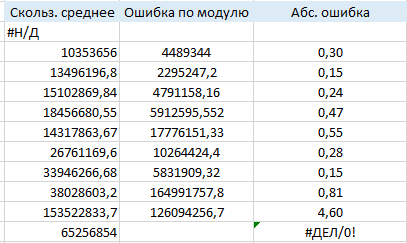 Скольз. среднее Ошибка по модулю Абс. ошибка
#Н/Д
10353656 4489344 0,30
13496196,8 2295247,2 0,15
15102869,84 4791158,16 0,24
18456680,55 5912595,552 0,47
14317863,67 17776151,33 0,55
26761169,6 10264424,4 0,28
33946266,68 5831909,32 0,15
38028603,2 164991757,8 0,81
153522833,7 126094256,7 4,60
65256854 #ДЕЛ/0!